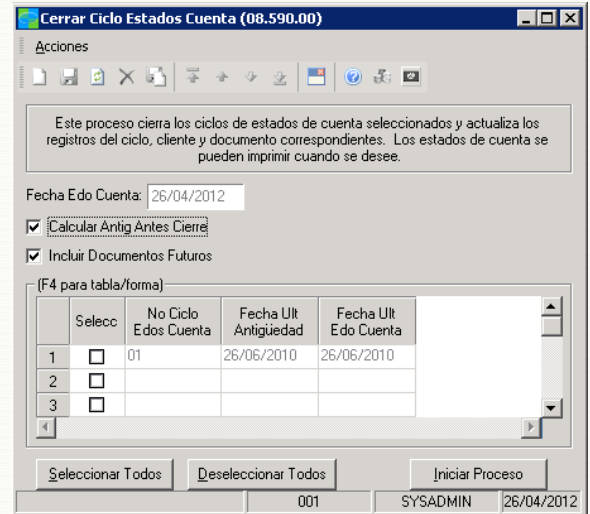 Cerrar Ciclo Estados Cuenta (08.590.00)
Acciones
Este proceso cierra los ciclos de estados de cuenta seleccionados y actualiza los
registros del ciclo, cliente y documento correspondientes. Los estados de cuenta se
pueden imprimir cuando se desee.
Fecha Edo Cuenta: 26/04/2012
Calcular Antig Antes Cierre
Incluir Documentos Futuros
(F4 para tabla/forma)
Selecc No Ciclo Edos Cuenta Fecha Ult Antigüedad Fecha Ult Edo Cuenta
1 01 26/06/2010 26/06/2010
2
3
Seleccionar Todos Deseleccionar Todos Iniciar Proceso
001 SYSADMIN 26/04/2012